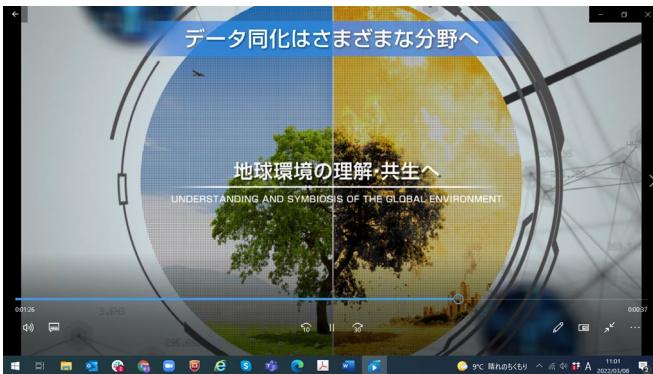 データ同化はさまざまな分野へ
地球環境の理解・共生へ
UNDERSTANDING AND SYMBIOSIS OF THE GLOBAL ENVIRONMENT
0:01:26
0:00:37
10
30
9°C 晴れのちくもり
A
11:01
2022/03/08